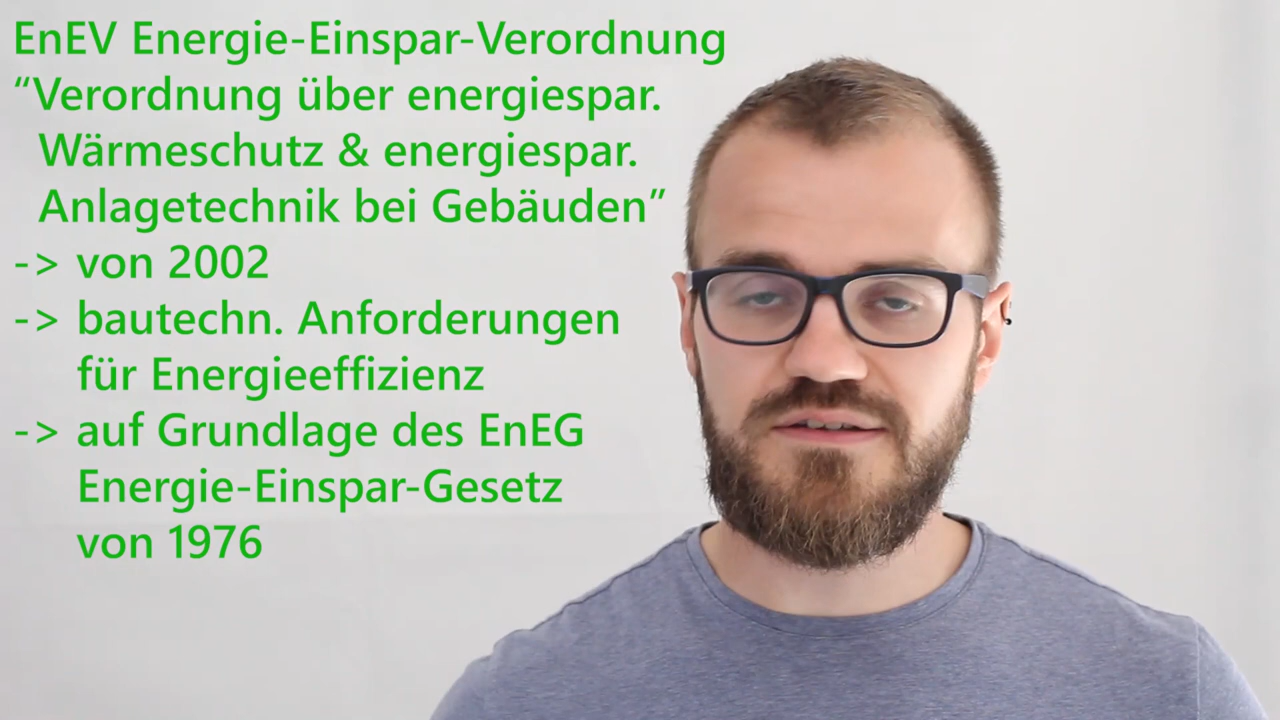 EnEV Energie-Einspar-Verordnung
“Verordnung über energiespar.
Wärmeschutz & energiespar.
Anlagetechnik bei Gebäuden”
-> von 2002
-> bautechn. Anforderungen
für Energieeffizienz
-> auf Grundlage des EnEG
Energie-Einspar-Gesetz
von 1976